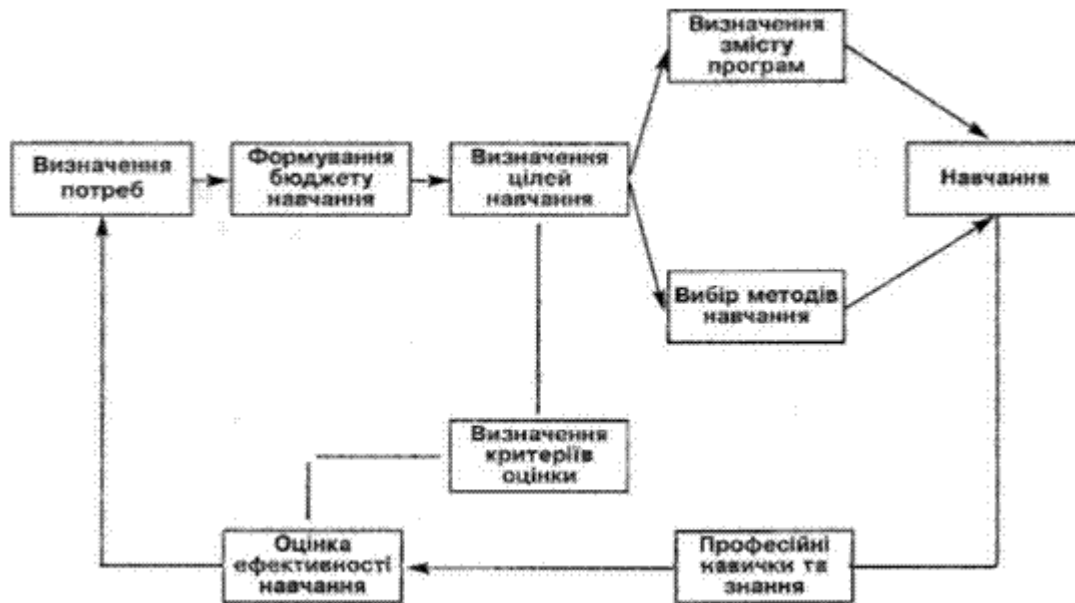 Визначення
змісту
програм
Визначення
потреб
Формування
бюджету
навчання
Визначення
цілей
навчання
Навчання
Вибір методів
навчання
Визначення
критеріїв
оцінки
Оцінка
ефективності
навчання
Професійні
навички та
знання